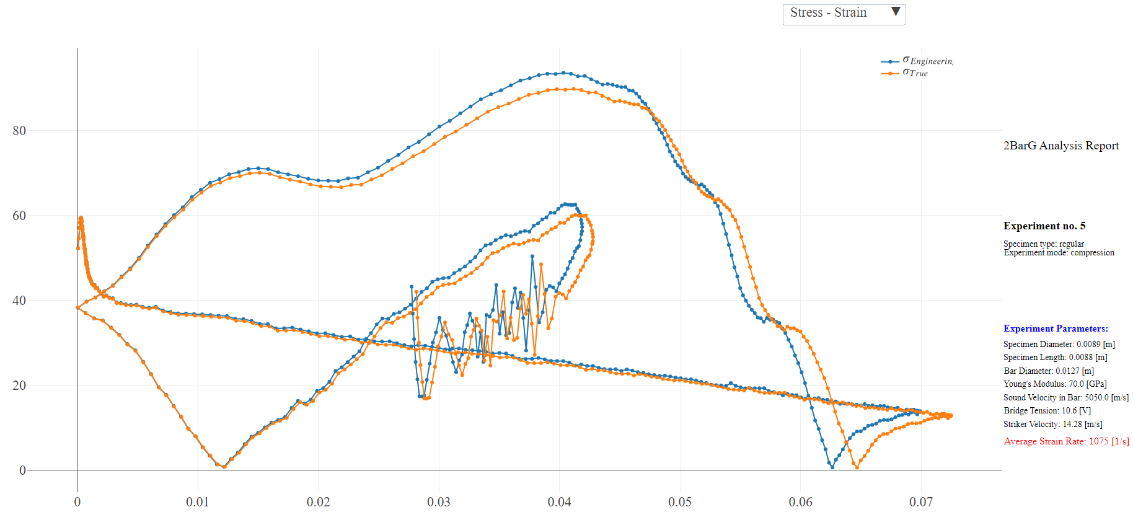 Stress - Strain ▼
σ Engineerin,
σ True
80
60
40
20
0
0 0.01 0.02 0.03 0.04 0.05 0.06 0.07
2BarG Analysis Report
Experiment no. 5
Specimen type: regular
Experiment mode: compression
Experiment Parameters:
Specimen Diameter: 0.0089 [m]
Specimen Length: 0.0088 [m]
Bar Diameter: 0.0127 [m]
Young's Modulus: 70.0 [GPa]
Sound Velocity in Bar: 5050.0 [m/s]
Bridge Tension: 10.6 [V]
Striker Velocity: 14.28 [m/s]
Average Strain Rate: 1075 [1/s]